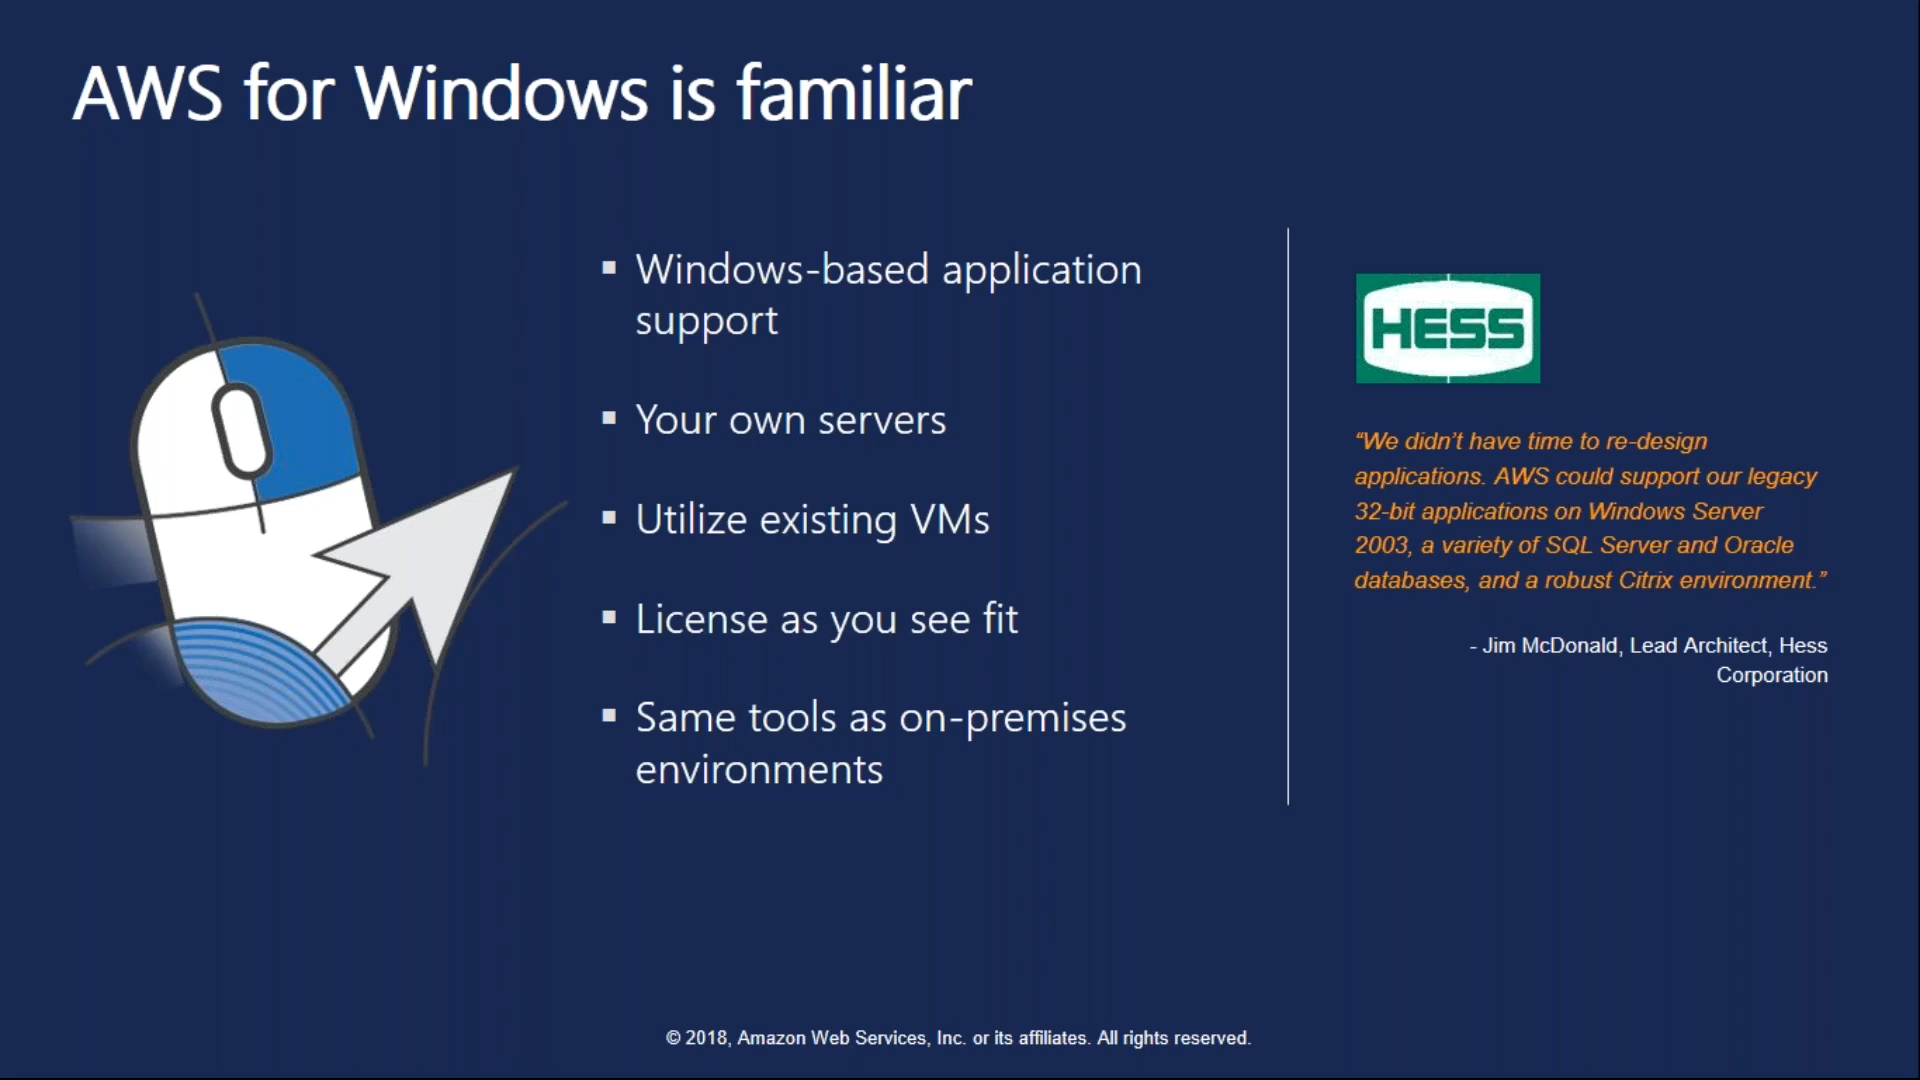 AWS for Windows is familiar
▪ Windows-based application
support
▪ Your own servers
▪ Utilize existing VMs
▪ License as you see fit
▪ Same tools as on-premises
environments
HESS
“We didn’t have time to re-design
applications. AWS could support our legacy
32-bit applications on Windows Server
2003, a variety of SQL Server and Oracle
databases, and a robust Citrix environment.”
- Jim McDonald, Lead Architect, Hess
Corporation
© 2018, Amazon Web Services, Inc. or its affiliates. All rights reserved.